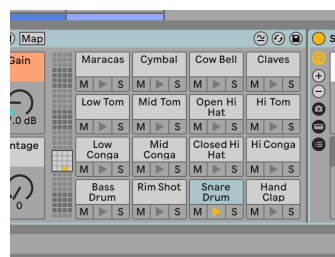 Map
Gain
Maracas
Cymbal
Cow Bell
Claves
M S M S M S M S
.0 dB
Low Tom
Mid Tom
Open Hi
Hat
Hi Tom
M S M S M S M S
ntage
Low
Conga
Mid
Conga
Closed Hi
Hat
Hi Conga
M S M S M S M S
0
Bass
Drum
Rim Shot
Snare
Drum
Hand
Clap
M S M S M S M S